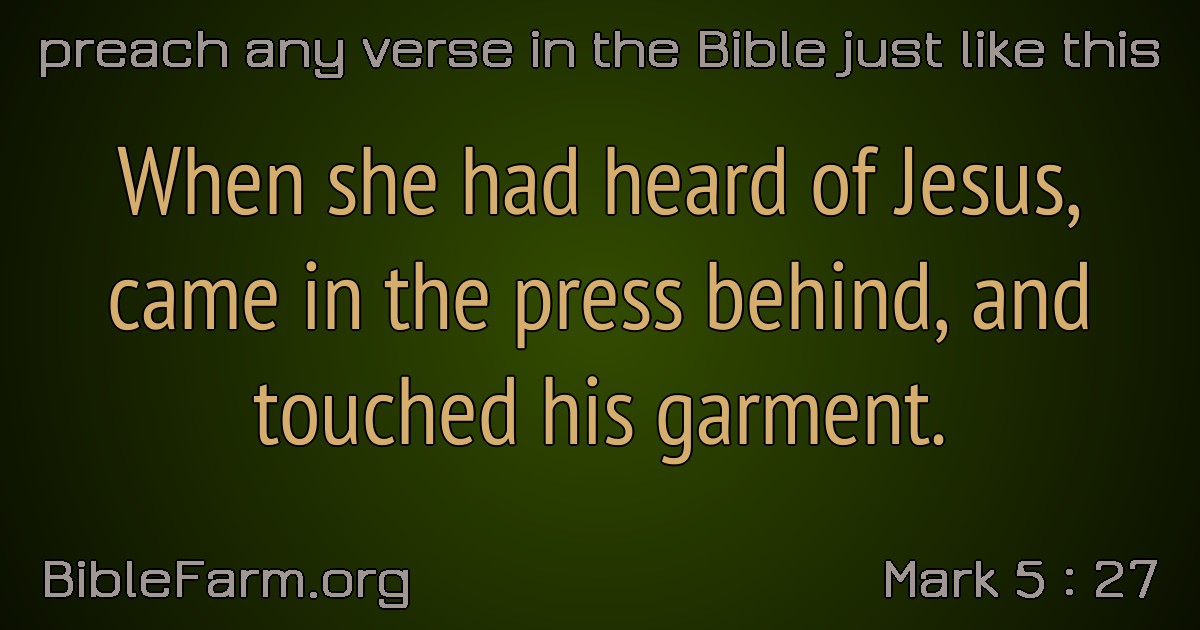 preach any verse in the Bible just like this
When she had heard of Jesus,
came in the press behind, and
touched his garment.
BibleFarm.org
Mark 5 : 27